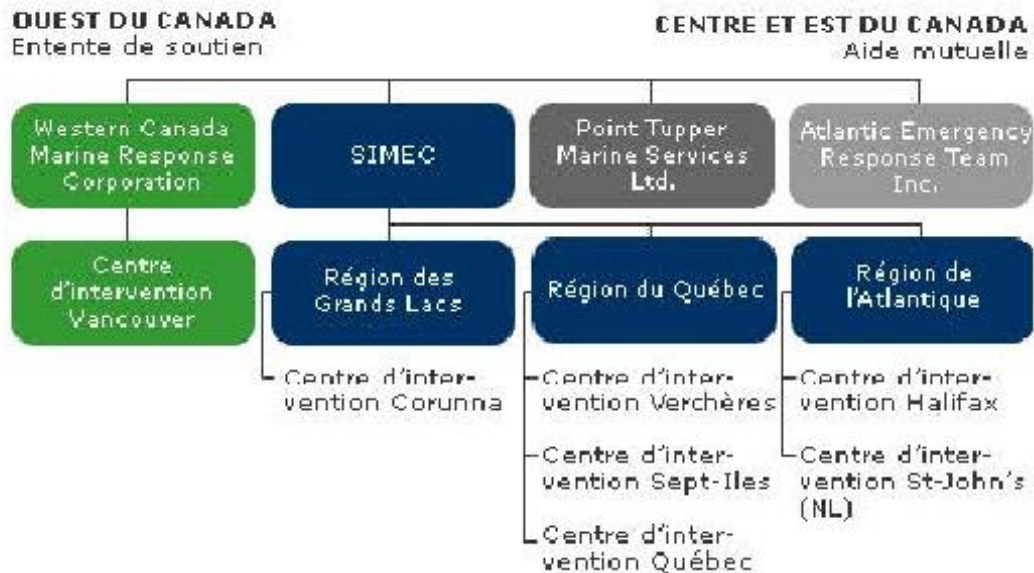 OUEST DU CANADA
Entente de soutien
CENTRE ET EST DU CANADA
Aide mutuelle
Western Canada
Marine Response
Corporation
SIMEC
Point Tupper
Marine Services
Ltd.
Atlantic Emergency
Response Team
Inc.
Centre
d'intervention
Vancouver
Région des
Grands Lacs
Région du Québec
Région de
l'Atlantique
Centre d'inter-
vention Corunna
Centre d'inter-
vention Verchères
Centre d'inter-
vention Sept-Iles
Centre d'inter-
vention Québec
Centre d'inter-
vention Halifax
Centre d'inter-
vention St-John's
(NL)